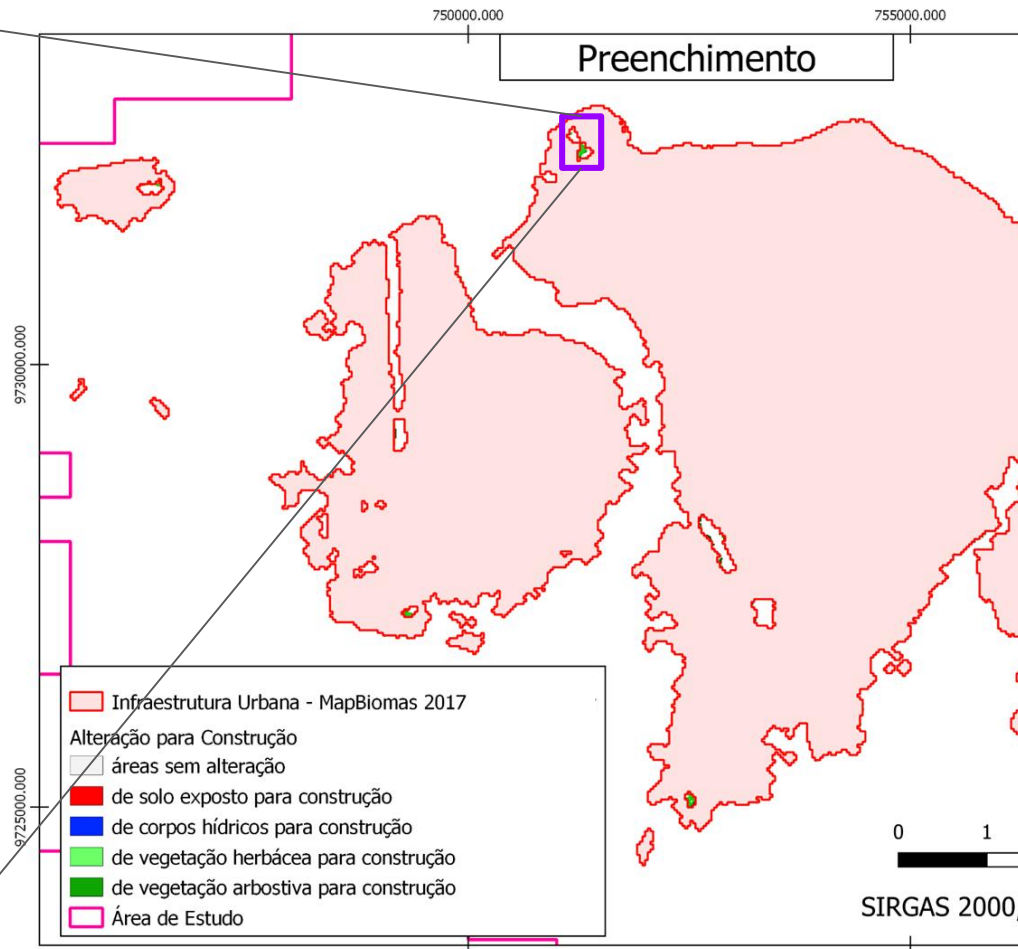 750000.000
755000.000
Preenchimento
9730000.000
9725000.000
Infraestrutura Urbana - MapBiomas 2017
Alteração para Construção
áreas sem alteração
de solo exposto para construção
de corpos hídricos para construção
de vegetação herbácea para construção
de vegetação arbostiva para construção
Área de Estudo
0 1
SIRGAS 2000,